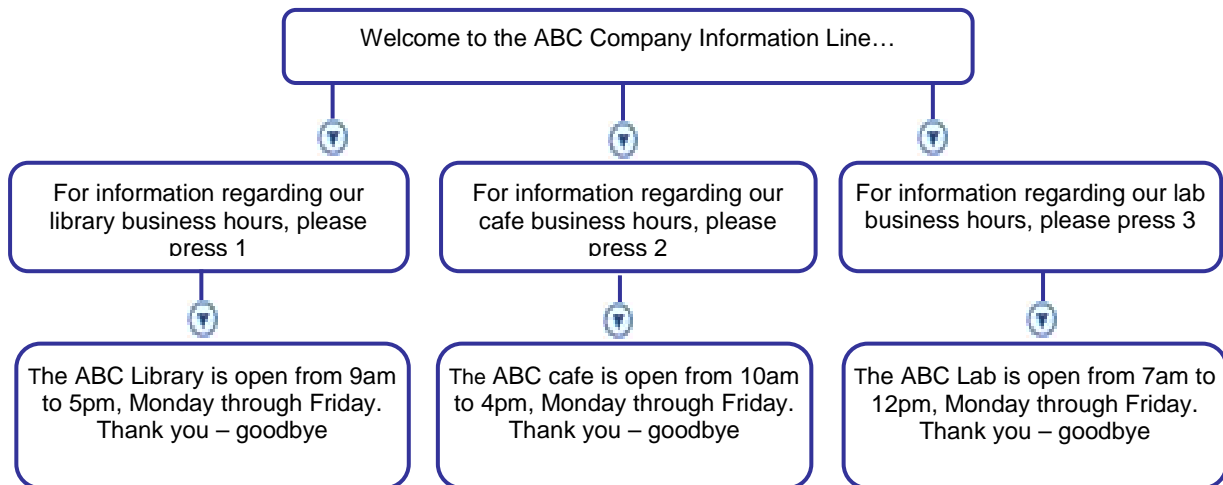 Welcome to the ABC Company Information Line…
For information regarding our
library business hours, please
press 1
For information regarding our
cafe business hours, please
press 2
For information regarding our lab
business hours, please press 3
The ABC Library is open from 9am
to 5pm, Monday through Friday.
Thank you – goodbye
The ABC cafe is open from 10am
to 4pm, Monday through Friday.
Thank you – goodbye
The ABC Lab is open from 7am to
12pm, Monday through Friday.
Thank you – goodbye